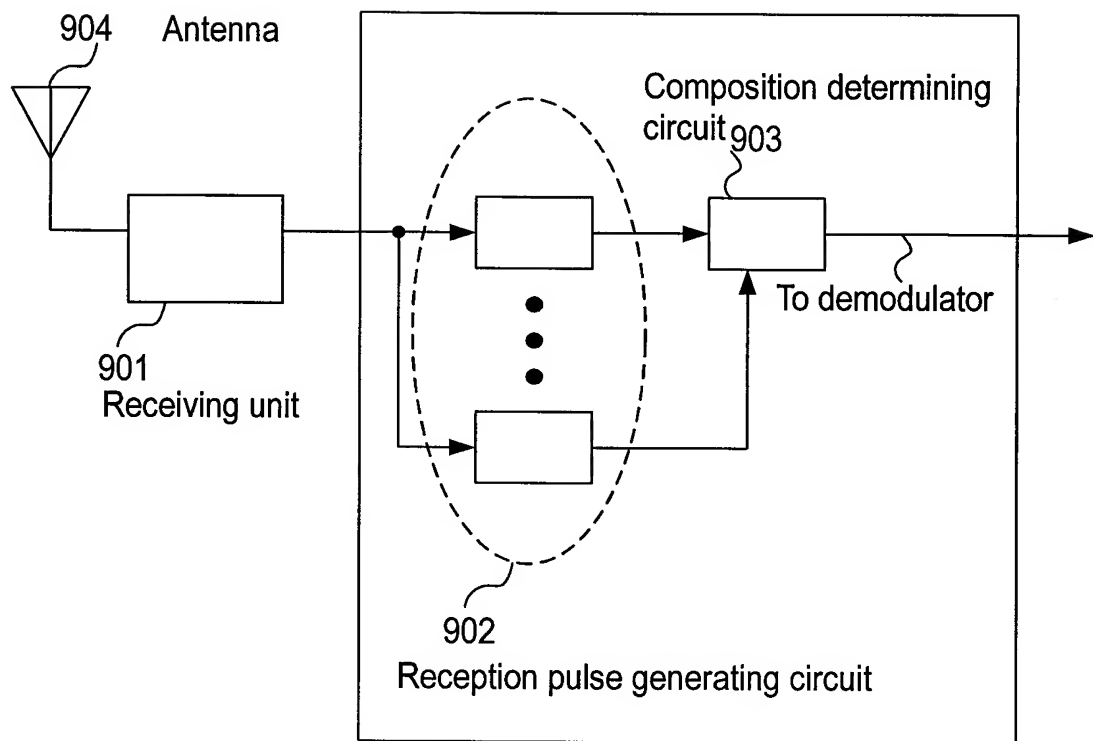 904 Antenna
Composition determining
circuit 903
To demodulator
901
Receiving unit
902
Reception pulse generating circuit